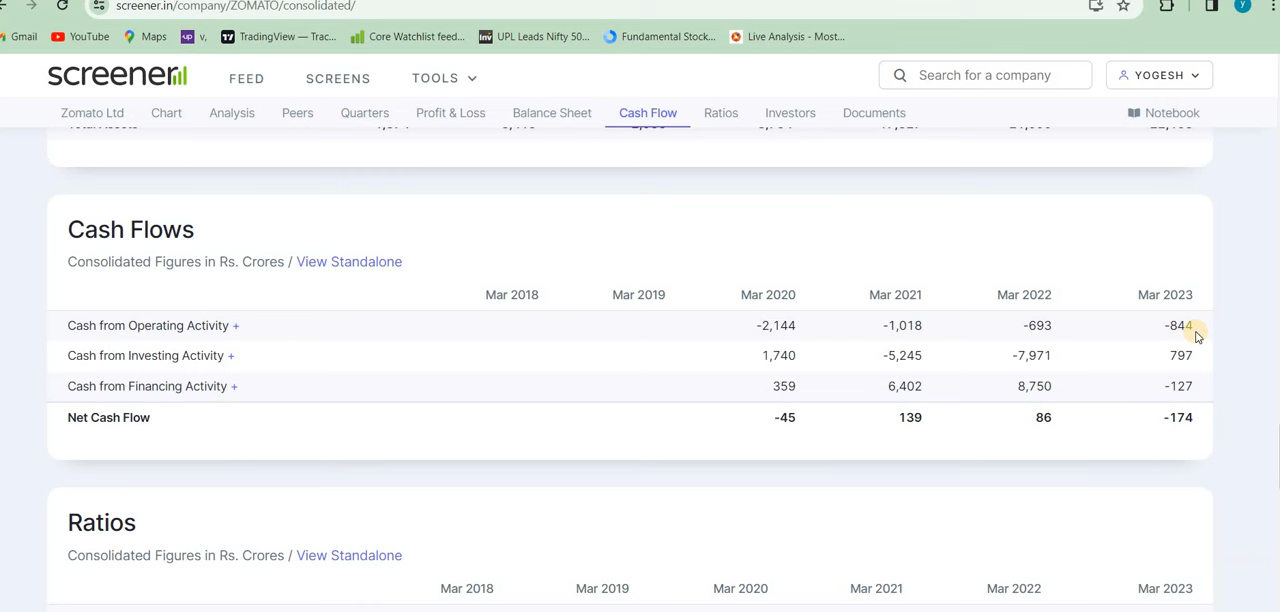 screener.in/company/ZOMATO/consolidated/
y
Gmail YouTube Maps up v, TradingView — Trac... Core Watchlist feed... Inv UPL Leads Nifty 50... Fundamental Stock... Live Analysis - Most...
screener FEED SCREENS TOOLS Search for a company YOGESH
Zomato Ltd Chart Analysis Peers Quarters Profit & Loss Balance Sheet Cash Flow Ratios Investors Documents Notebook
Cash Flows
Consolidated Figures in Rs. Crores / View Standalone
Mar 2018 Mar 2019 Mar 2020 Mar 2021 Mar 2022 Mar 2023
Cash from Operating Activity + -2,144 -1,018 -693 -844
Cash from Investing Activity + 1,740 -5,245 -7,971 797
Cash from Financing Activity + 359 6,402 8,750 -127
Net Cash Flow -45 139 86 -174
Ratios
Consolidated Figures in Rs. Crores / View Standalone
Mar 2018 Mar 2019 Mar 2020 Mar 2021 Mar 2022 Mar 2023